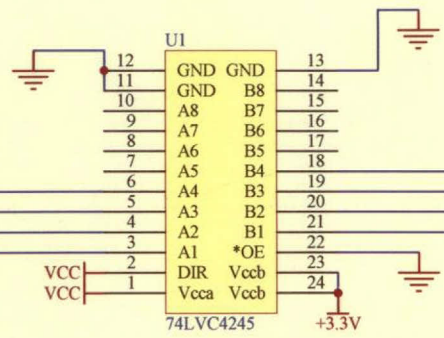 U1
12 GND GND 13
11 GND B8 14
10 A8 B7 15
9 A7 B6 16
8 A6 B5 17
7 A5 B4 18
6 A4 B3 19
5 A3 B2 20
4 A2 B1 21
3 A1 *OE 22
VCC 2 DIR Vccb 23
VCC 1 Vcca Vccb 24
74LVC4245 +3.3V